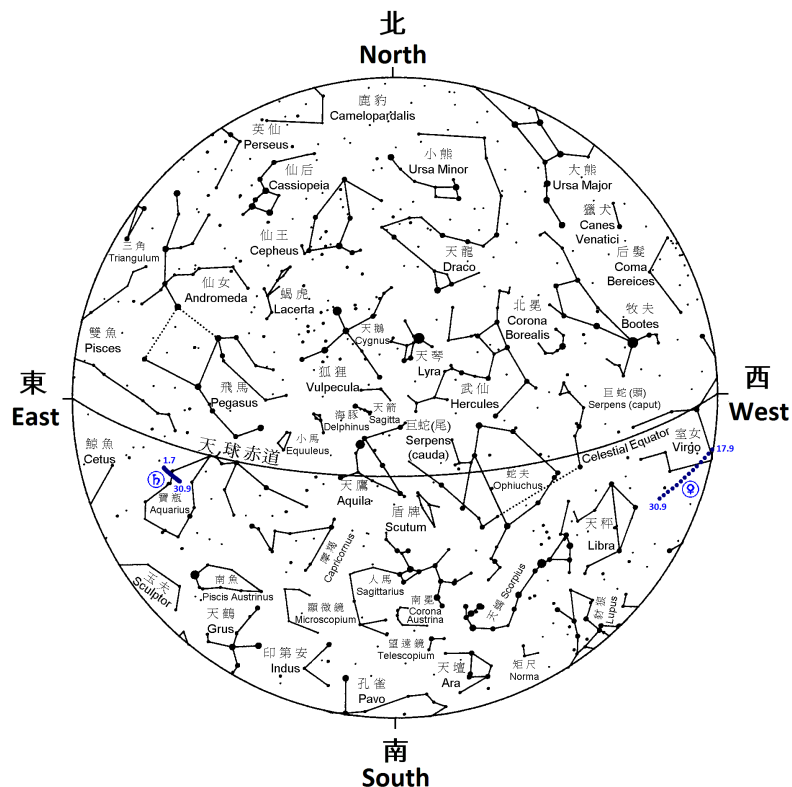 北
North
鹿豹
Camelopardalis
英仙
Perseus
仙后
Cassiopeia
小熊
Ursa Minor
大熊
Ursa Major
獵犬
Canes
Venatici
三角
Triangulum
仙王
Cepheus
天龍
Draco
后髮
Coma
Bereices
仙女
Andromeda
蝎虎
Lacerta
天鵝
Cygnus
北冕
Corona
Borealis
牧夫
Bootes
雙魚
Pisces
天琴
Lyra
狐狸
Vulpecula
武仙
Hercules
巨蛇(頭)
Serpens (caput)
東
East
西
West
飛馬
Pegasus
海豚
Delphinus
天箭
Sagitta
小馬
Equuleus
巨蛇(尾)
Serpens
(cauda)
鯨魚
Cetus
天球赤道
Celestial Equator
室女
Virgo
17.9
30.9
♀
1.7
30.9
♄
寶瓶
Aquarius
天鷹
Aquila
盾牌
Scutum
蛇夫
Ophiuchus
天秤
Libra
摩羯
Capricornus
玉夫
Sculptor
南魚
Piscis Austrinus
人馬
Sagittarius
天蠍 Scorpius
豺狼
Lupus
天鶴
Grus
顯微鏡
Microscopium
南冕
Corona
Austrina
印第安
Indus
望遠鏡
Telescopium
天壇
Ara
矩尺
Norma
孔雀
Pavo
南
South